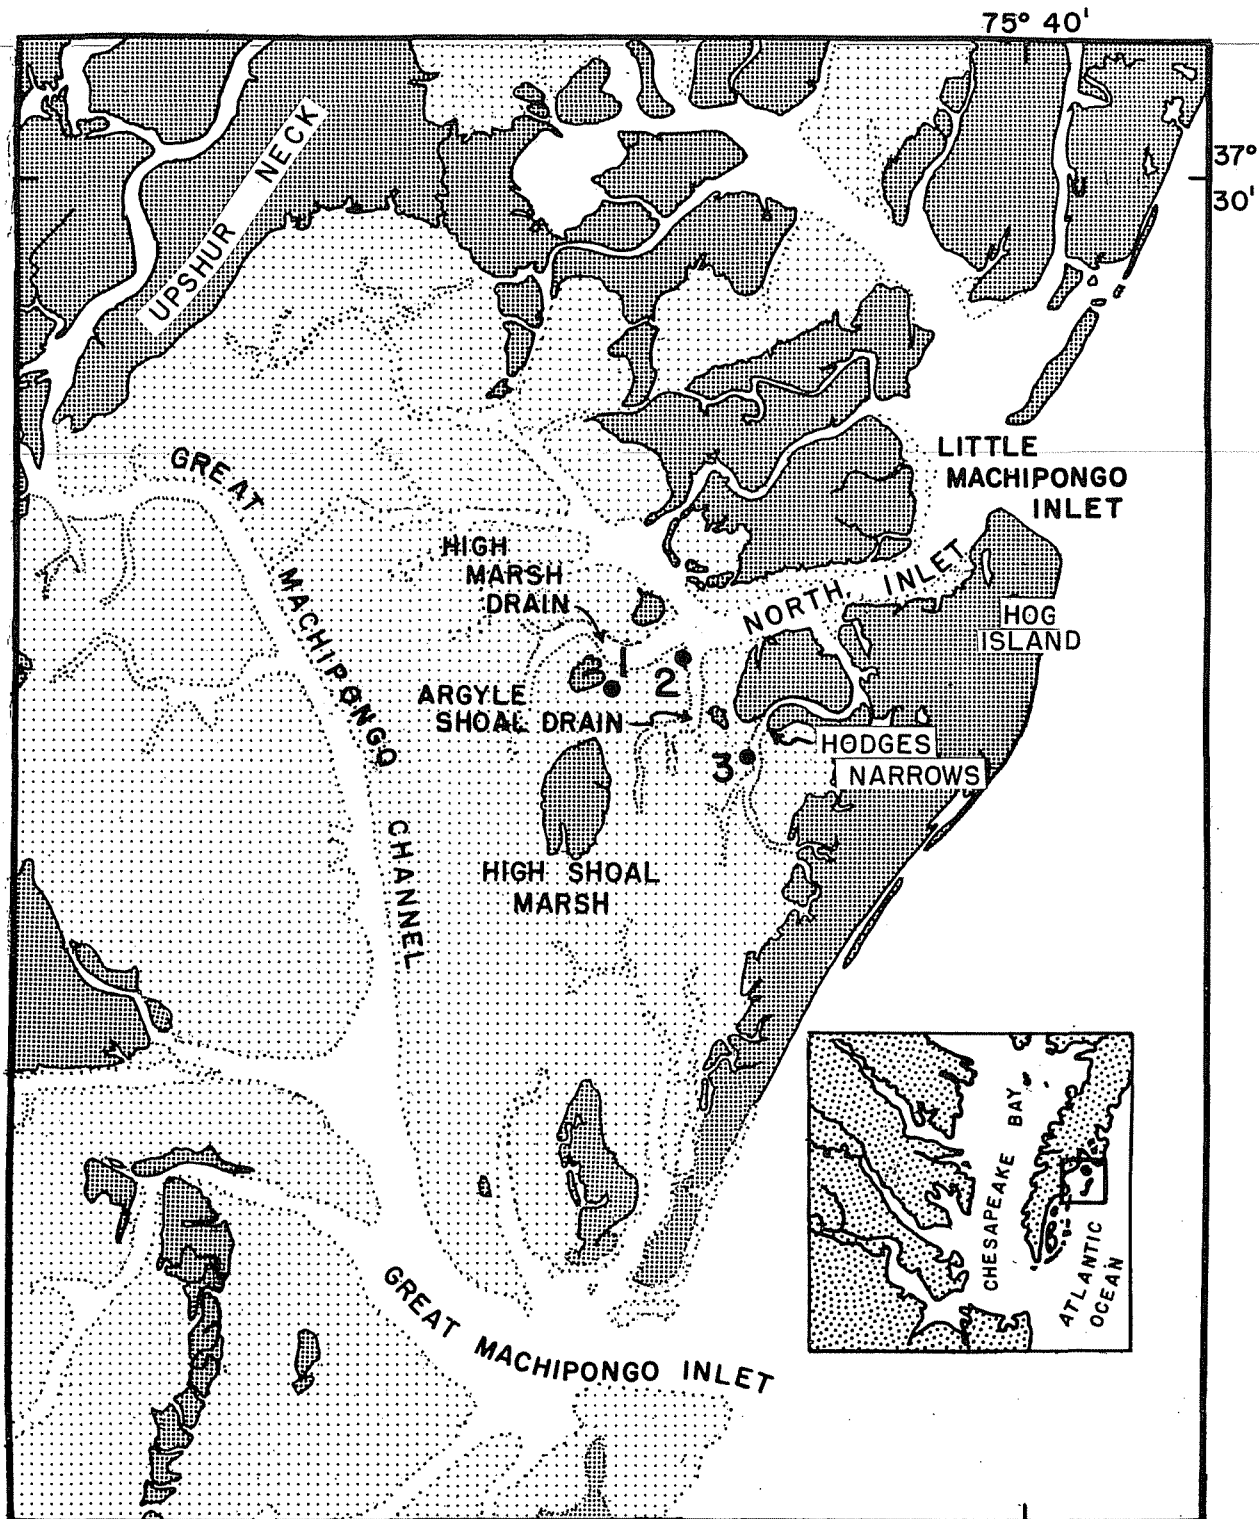 75° 40'
37°
30'
UPSHUR NECK
GREAT
MACHIPONGO
CHANNEL
LITTLE
MACHIPONGO
INLET
HIGH
MARSH
DRAIN
NORTH. INLET
HOG
ISLAND
1
2
ARGYLE
SHOAL DRAIN
3
HODGES
NARROWS
HIGH SHOAL
MARSH
CHESAPEAKE BAY
ATLANTIC
OCEAN
GREAT MACHIPONGO INLET